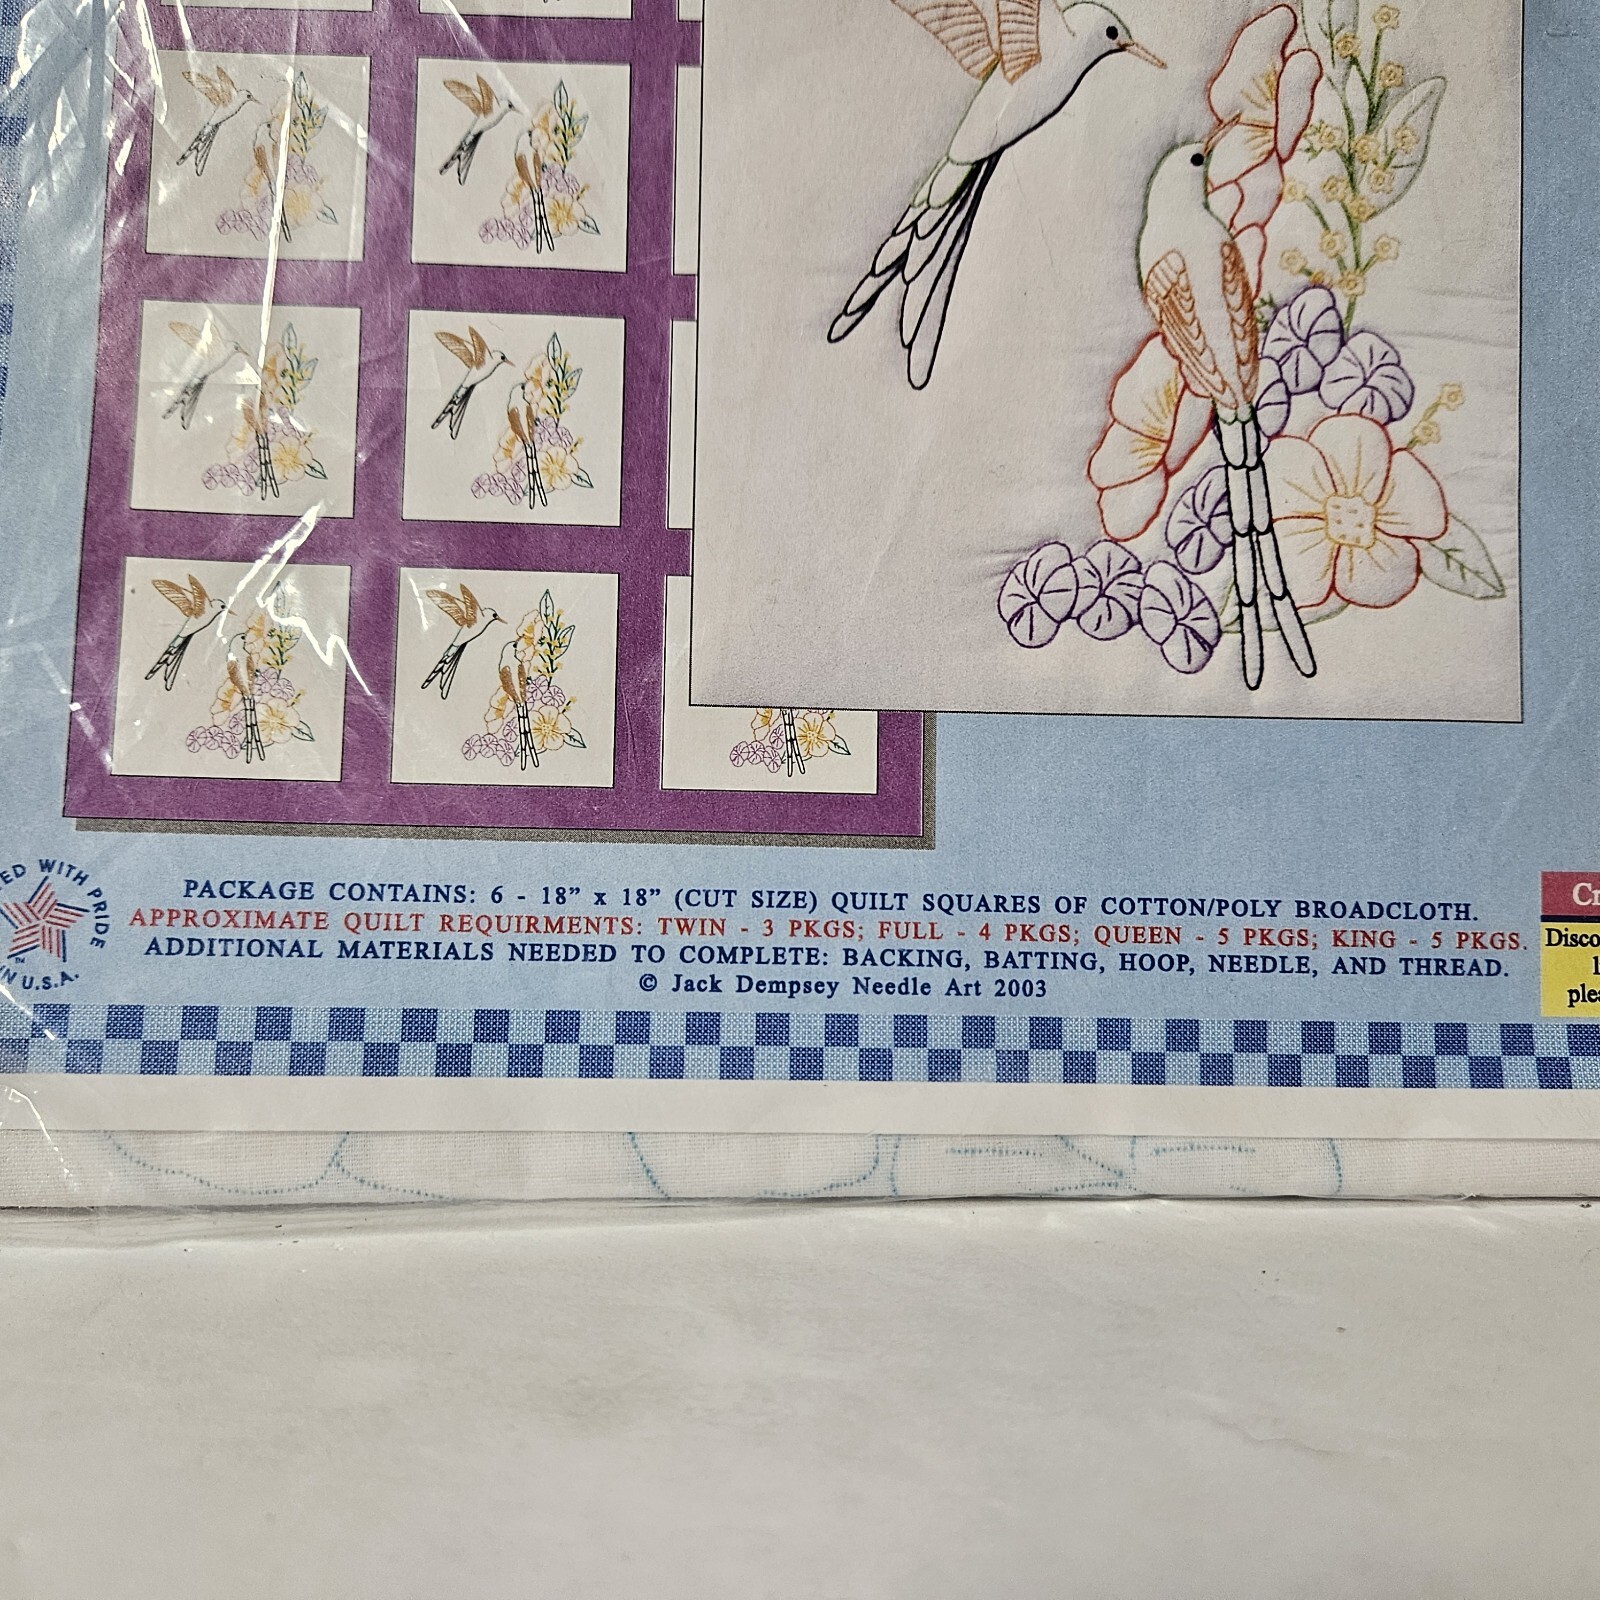 WITH PRIDE
IN U.S.A.
PACKAGE CONTAINS: 6 - 18” x 18” (CUT SIZE) QUILT SQUARES OF COTTON/POLY BROADCLOTH.
APPROXIMATE QUILT REQUIRMENTS: TWIN - 3 PKGS; FULL - 4 PKGS; QUEEN - 5 PKGS; KING - 5 PKGS.
ADDITIONAL MATERIALS NEEDED TO COMPLETE: BACKING, BATTING, HOOP, NEEDLE, AND THREAD.
© Jack Dempsey Needle Art 2003